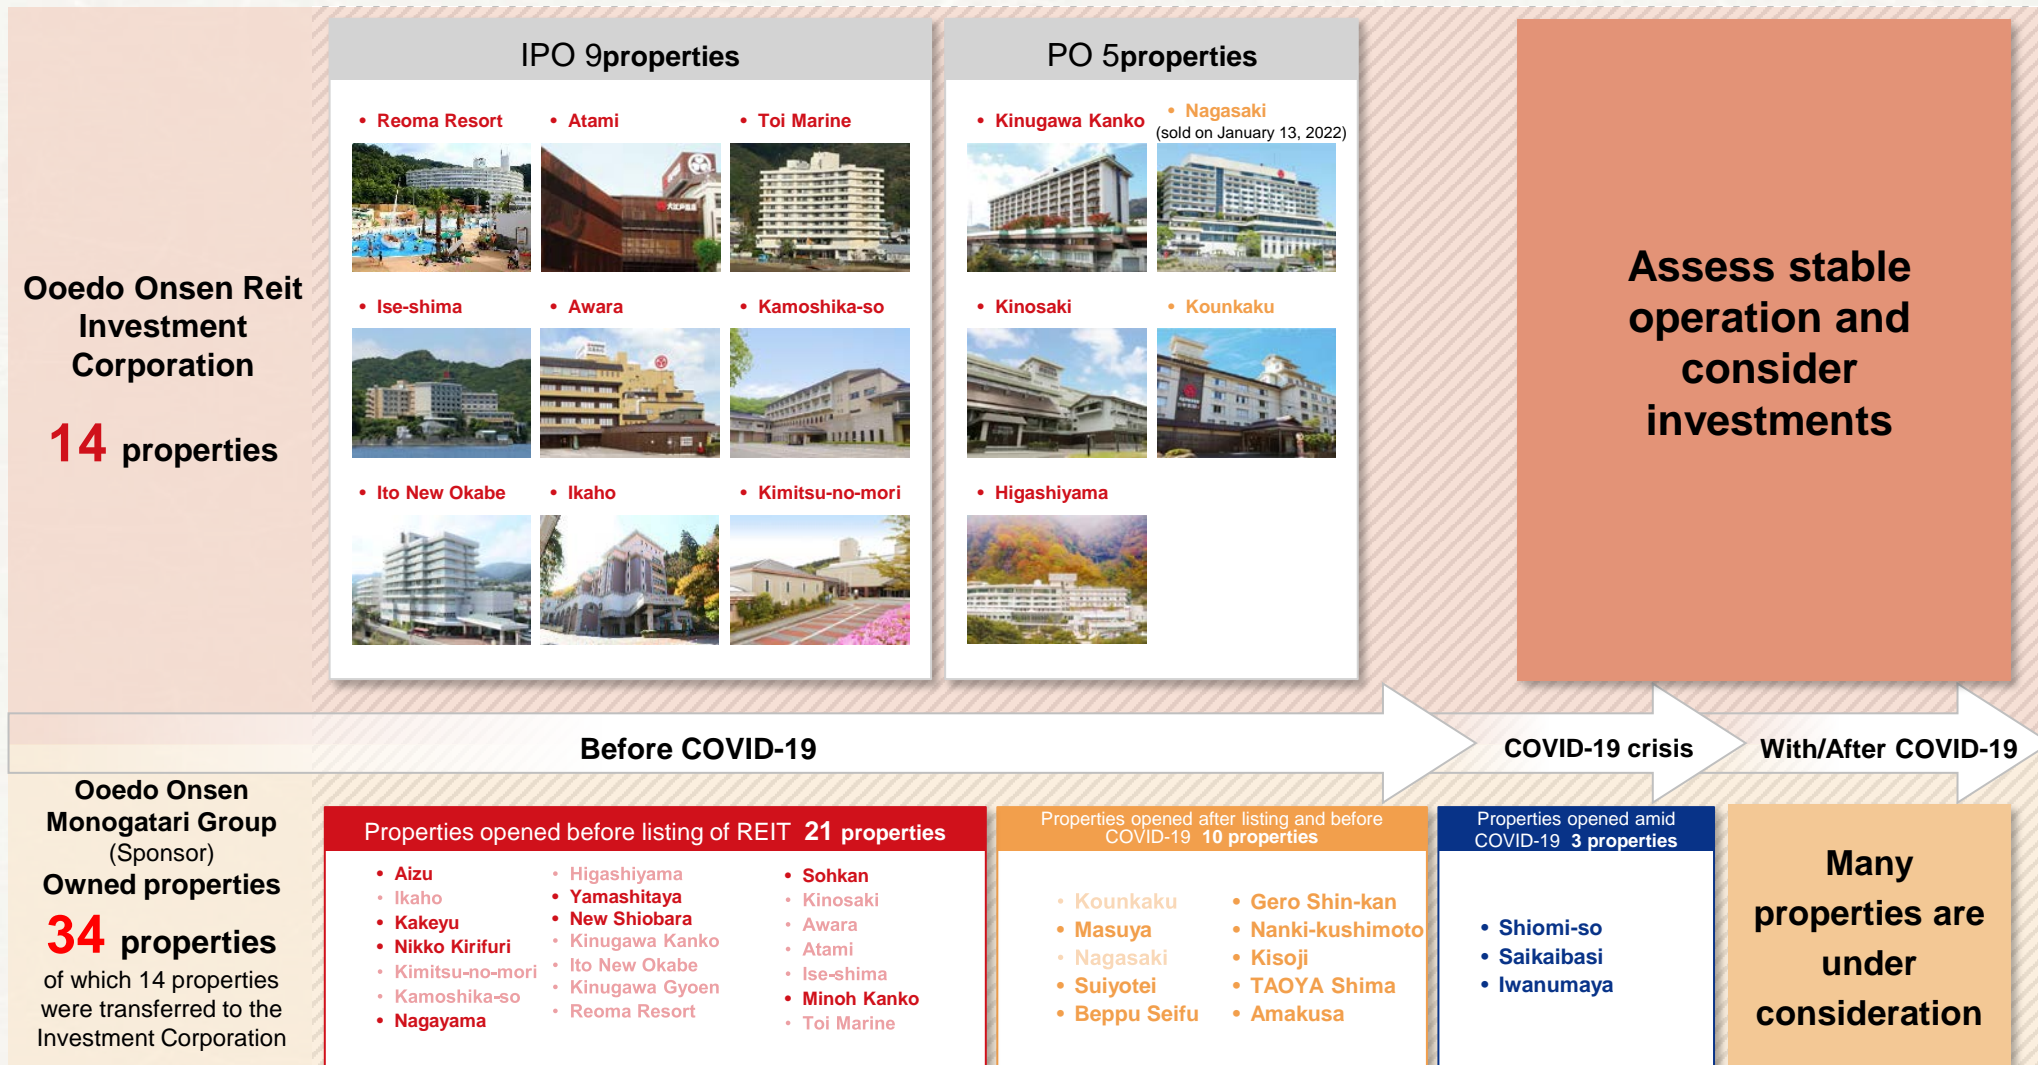 IPO 9properties
PO 5properties
Ooedo Onsen Reit
Investment
Corporation
14 properties
• Reoma Resort
• Atami
• Toi Marine
• Ise-shima
• Awara
• Kamoshika-so
• Ito New Okabe
• Ikaho
• Kimitsu-no-mori
• Kinugawa Kanko
• Nagasaki
(sold on January 13, 2022)
• Kinosaki
• Kounkaku
• Higashiyama
Assess stable
operation and
consider
investments
Before COVID-19
COVID-19 crisis
With/After COVID-19
Ooedo Onsen
Monogatari Group
(Sponsor)
Owned properties
34 properties
of which 14 properties
were transferred to the
Investment Corporation
Properties opened before listing of REIT 21 properties
• Aizu
• Ikaho
• Kakeyu
• Nikko Kirifuri
• Kimitsu-no-mori
• Kamoshika-so
• Nagayama
• Higashiyama
• Yamashitaya
• New Shiobara
• Kinugawa Kanko
• Ito New Okabe
• Kinugawa Gyoen
• Reoma Resort
• Sohkan
• Kinosaki
• Awara
• Atami
• Ise-shima
• Minoh Kanko
• Toi Marine
Properties opened after listing and before
COVID-19 10 properties
• Kounkaku
• Masuya
• Nagasaki
• Suiyotei
• Beppu Seifu
• Gero Shin-kan
• Nanki-kushimoto
• Kisoji
• TAOYA Shima
• Amakusa
Properties opened amid
COVID-19 3 properties
• Shiomi-so
• Saikaibasi
• Iwanumaya
Many
properties are
under
consideration